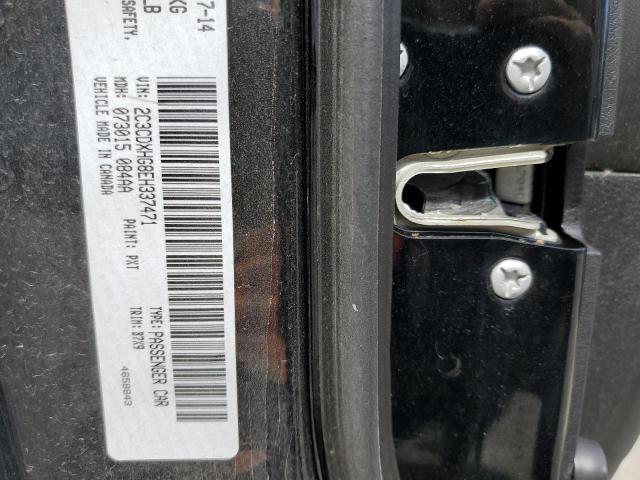 7-14
KG
LB
SAFETY,
VIN: 2C3CDXHG8EH337471
TYPE: PASSENGER CAR
MDH: 073015 084AA
PAINT: PXT
TRIM: B7X9
VEHICLE MADE IN CANADA
4658843